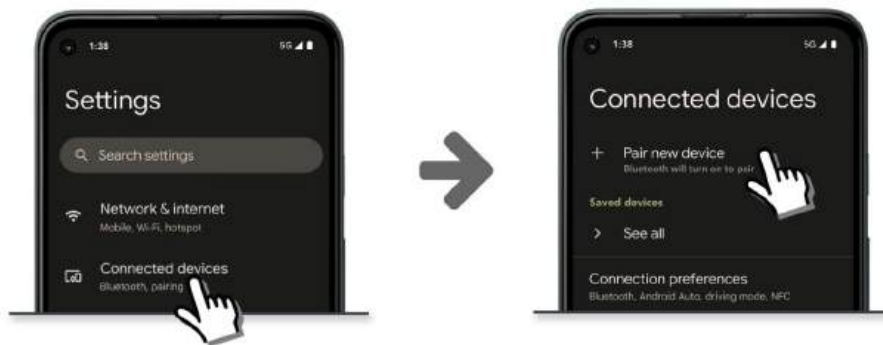 1:38 5G
Settings
Search settings
Network & internet
Mobile, Wi-Fi, hotspot
Connected devices
Bluetooth, pairing
1:38 5G
Connected devices
+ Pair new device
Bluetooth will turn on to pair
Saved devices
> See all
Connection preferences
Bluetooth, Android Auto, driving mode, NFC